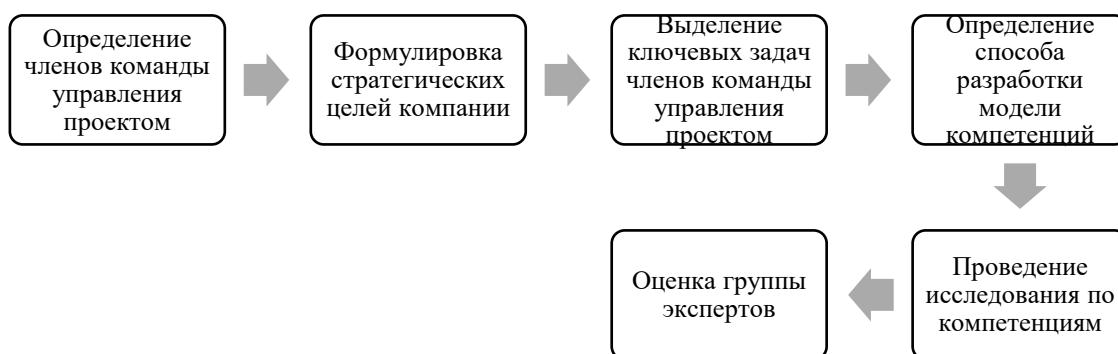 Определение
членов команды
управления
проектом
Формулировка
стратегических
целей компании
Выделение
ключевых задач
членов команды
управления
проектом
Определение
способа
разработки
модели
компетенций
Проведение
исследования по
компетенциям
Оценка группы
экспертов